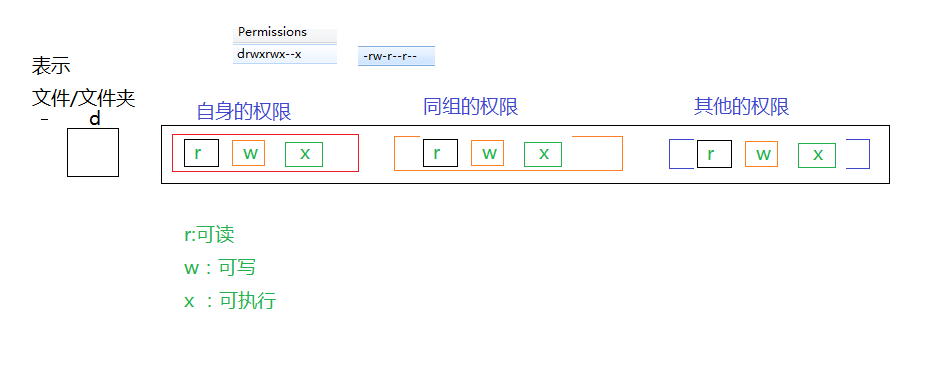 Permissions
drwxrwx--x
-rw-r--r--
表示
文件/文件夹
- d
自身的权限
同组的权限
其他的权限
r w x r w x r w x
r:可读
w：可写
x ：可执行